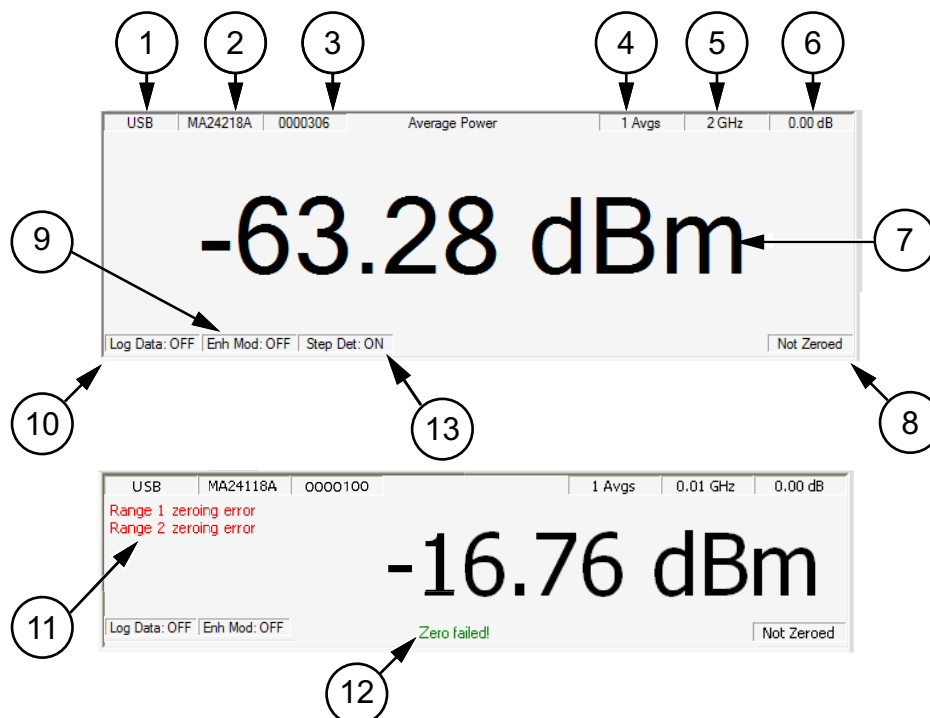 1 2 3 4 5 6
USB MA24218A 0000306 Average Power 1 Avgs 2 GHz 0.00 dB
-63.28 dBm
9 7
Log Data: OFF Enh Mod: OFF Step Det: ON Not Zeroed
10 13 8
USB MA24118A 0000100 1 Avgs 0.01 GHz 0.00 dB
Range 1 zeroing error
Range 2 zeroing error
-16.76 dBm
11
Log Data: OFF Enh Mod: OFF Zero failed! Not Zeroed
12